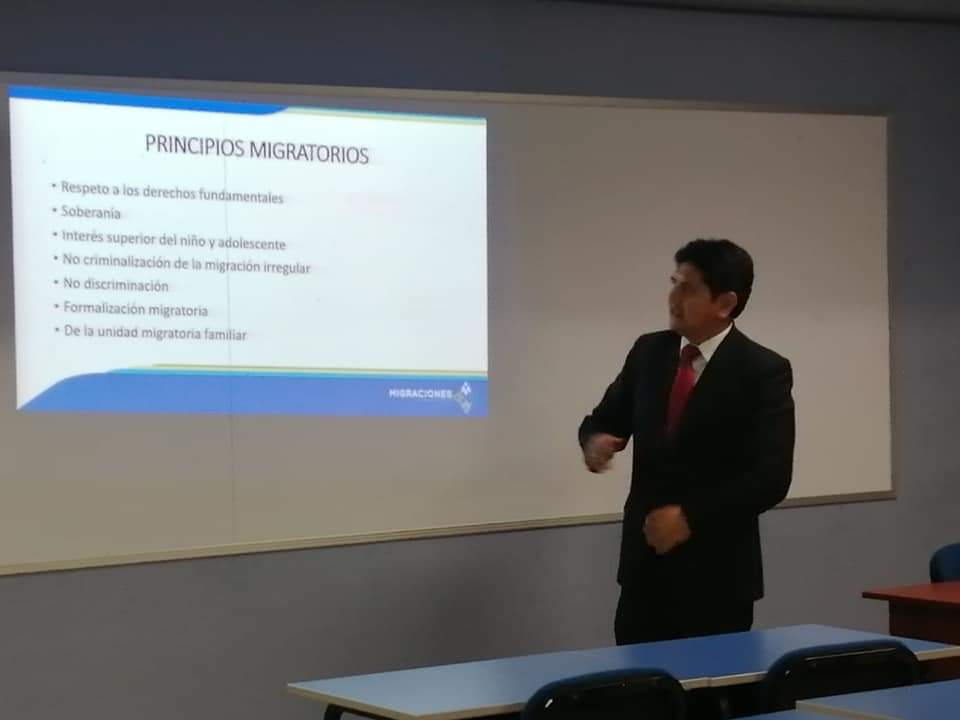 PRINCIPIOS MIGRATORIOS
• Respeto a los derechos fundamentales
• Soberanía
• Interés superior del niño y adolescente
• No criminalización de la migración irregular
• No discriminación
• Formalización migratoria
• De la unidad migratoria familiar
MIGRACIONES